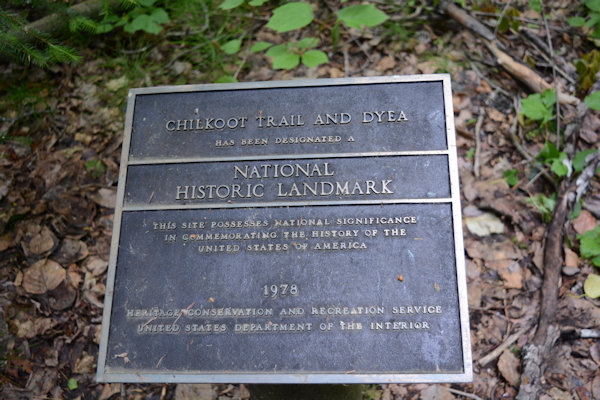 CHILKOOT TRAIL AND DYEA
HAS BEEN DESIGNATED A
NATIONAL
HISTORIC LANDMARK
THIS SITE POSSESSES NATIONAL SIGNIFICANCE
IN COMMEMORATING THE HISTORY OF THE
UNITED STATES OF AMERICA
1978
HERITAGE CONSERVATION AND RECREATION SERVICE
UNITED STATES DEPARTMENT OF THE INTERIOR